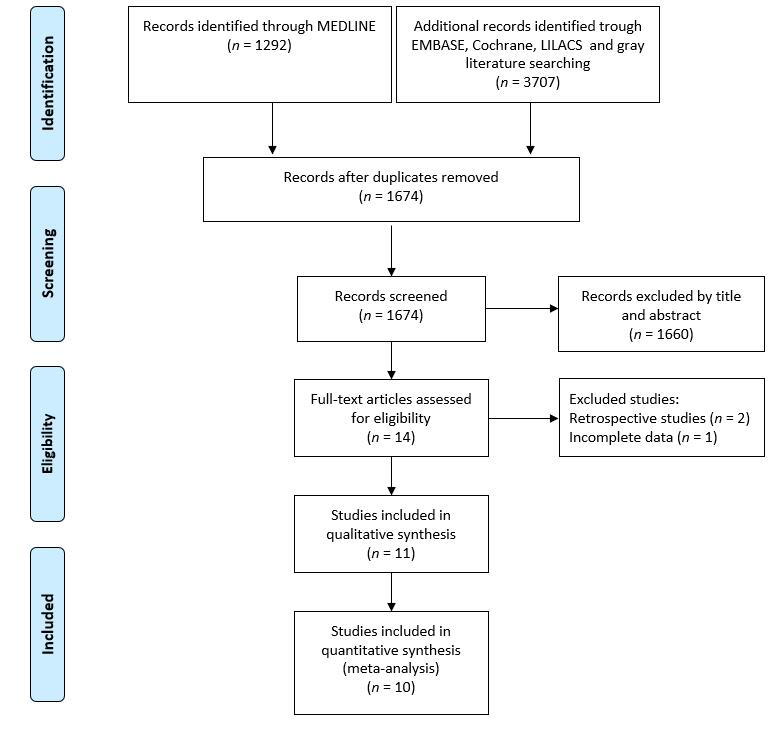 Identification
Records identified through MEDLINE
(n = 1292)
Additional records identified trough
EMBASE, Cochrane, LILACS and gray
literature searching
(n = 3707)
Records after duplicates removed
(n = 1674)
Screening
Records screened
(n = 1674)
Records excluded by title
and abstract
(n = 1660)
Eligibility
Full-text articles assessed
for eligibility
(n = 14)
Excluded studies:
Retrospective studies (n = 2)
Incomplete data (n = 1)
Studies included in
qualitative synthesis
(n = 11)
Included
Studies included in
quantitative synthesis
(meta-analysis)
(n = 10)